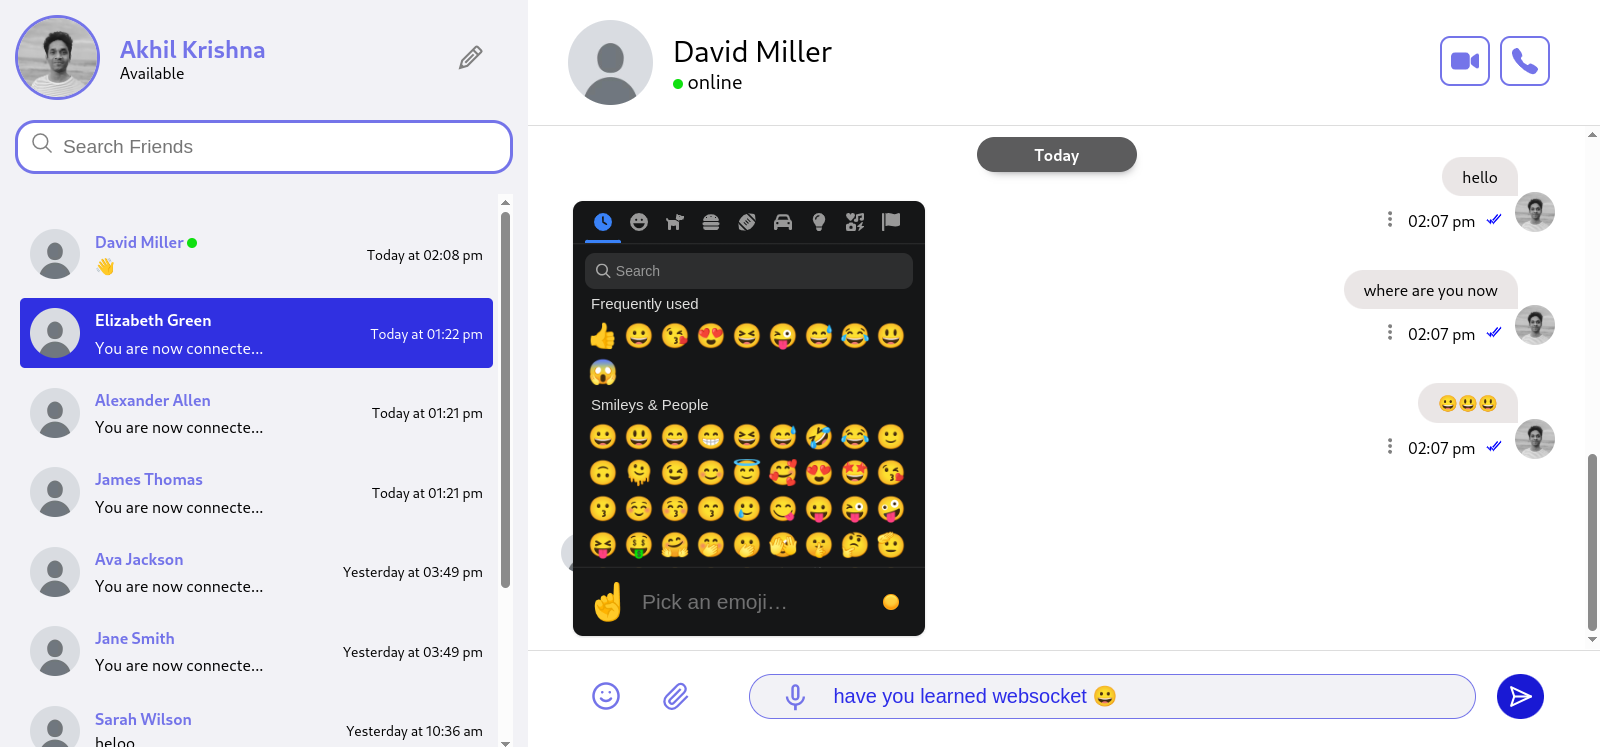 Akhil Krishna
Available
Search Friends
David Miller
👋
Today at 02:08 pm
Elizabeth Green
You are now connecte...
Today at 01:22 pm
Alexander Allen
You are now connecte...
Today at 01:21 pm
James Thomas
You are now connecte...
Today at 01:21 pm
Ava Jackson
You are now connecte...
Yesterday at 03:49 pm
Jane Smith
You are now connecte...
Yesterday at 03:49 pm
Sarah Wilson
heloo
Yesterday at 10:36 am
David Miller
online
Today
hello
02:07 pm
where are you now
02:07 pm
😀😃😃
02:07 pm
Search
Frequently used
Smileys & People
Pick an emoji…
have you learned websocket 😀